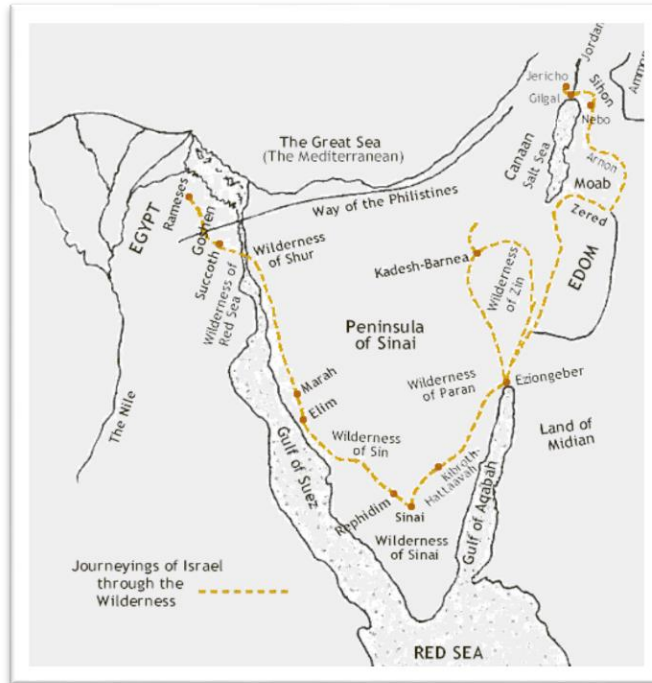 Jordan
Ammon
Jericho
Sihon
Gilgal
Nebo
The Great Sea
(The Mediterranean)
Canaan
Salt Sea
Arnon
Moab
Rameses
Way of the Philistines
Zered
EGYPT
Goshen
Succoth
Wilderness
of Shur
Kadesh-Barnea
Wilderness
of Zin
EDOM
Wilderness of
Red Sea
Peninsula
of Sinai
Marah
Elim
Wilderness
of Paran
Eziongeber
The Nile
Wilderness
of Sin
Land of
Midian
Gulf of Suez
Kibroth-
Hattaavah
Rephidim
Sinai
Gulf of Aqabah
Wilderness
of Sinai
Journeyings of Israel
through the
Wilderness
RED SEA